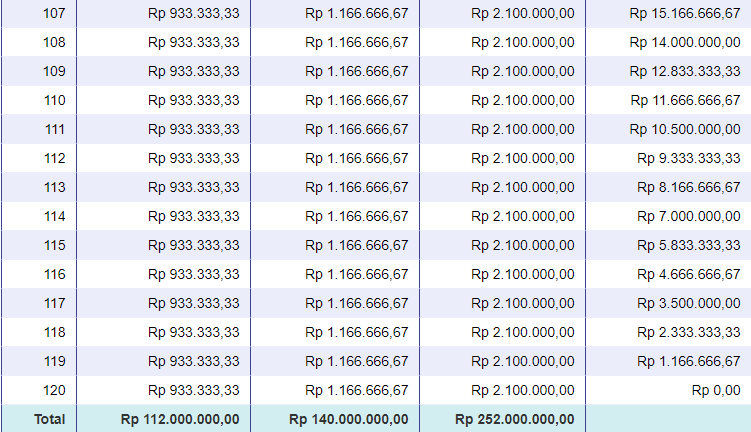 107 Rp 933.333,33 Rp 1.166.666,67 Rp 2.100.000,00 Rp 15.166.666,67
108 Rp 933.333,33 Rp 1.166.666,67 Rp 2.100.000,00 Rp 14.000.000,00
109 Rp 933.333,33 Rp 1.166.666,67 Rp 2.100.000,00 Rp 12.833.333,33
110 Rp 933.333,33 Rp 1.166.666,67 Rp 2.100.000,00 Rp 11.666.666,67
111 Rp 933.333,33 Rp 1.166.666,67 Rp 2.100.000,00 Rp 10.500.000,00
112 Rp 933.333,33 Rp 1.166.666,67 Rp 2.100.000,00 Rp 9.333.333,33
113 Rp 933.333,33 Rp 1.166.666,67 Rp 2.100.000,00 Rp 8.166.666,67
114 Rp 933.333,33 Rp 1.166.666,67 Rp 2.100.000,00 Rp 7.000.000,00
115 Rp 933.333,33 Rp 1.166.666,67 Rp 2.100.000,00 Rp 5.833.333,33
116 Rp 933.333,33 Rp 1.166.666,67 Rp 2.100.000,00 Rp 4.666.666,67
117 Rp 933.333,33 Rp 1.166.666,67 Rp 2.100.000,00 Rp 3.500.000,00
118 Rp 933.333,33 Rp 1.166.666,67 Rp 2.100.000,00 Rp 2.333.333,33
119 Rp 933.333,33 Rp 1.166.666,67 Rp 2.100.000,00 Rp 1.166.666,67
120 Rp 933.333,33 Rp 1.166.666,67 Rp 2.100.000,00 Rp 0,00
Total Rp 112.000.000,00 Rp 140.000.000,00 Rp 252.000.000,00